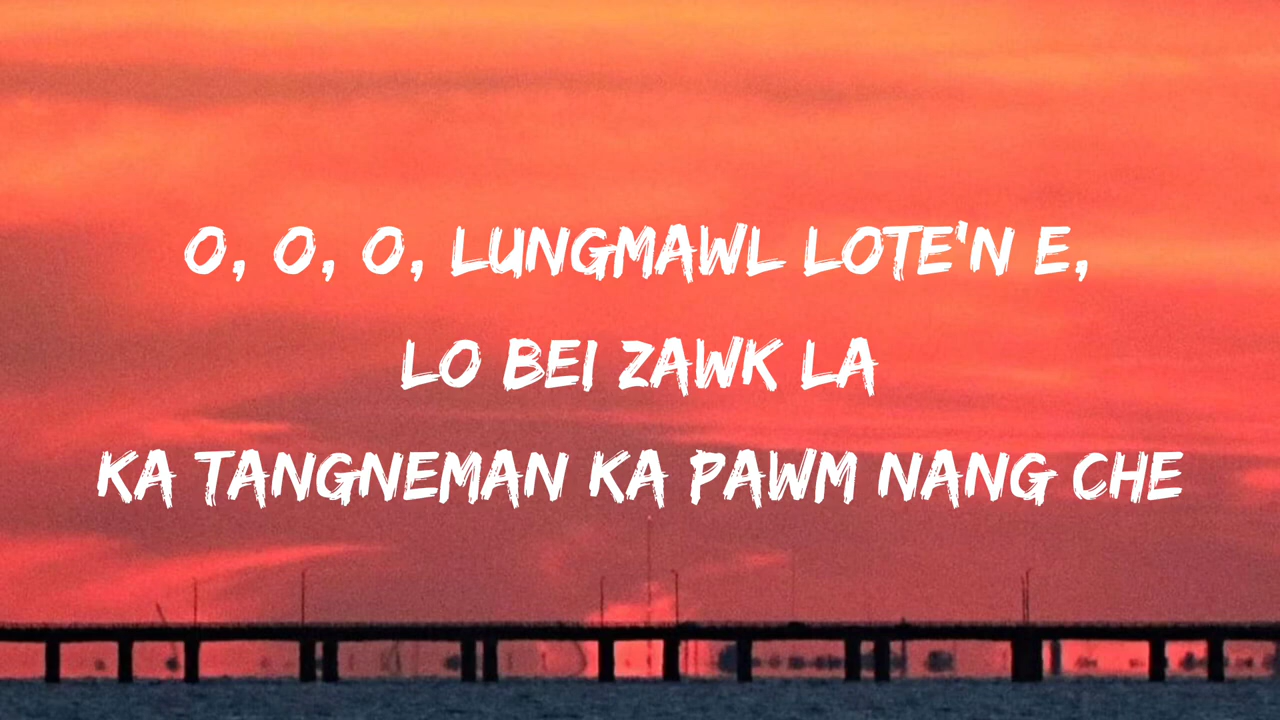 O, O, O, LUNGMAWL LOTE'N E,
LO BEI ZAWK LA
KA TANGNEMAN KA PAWM NANG CHE